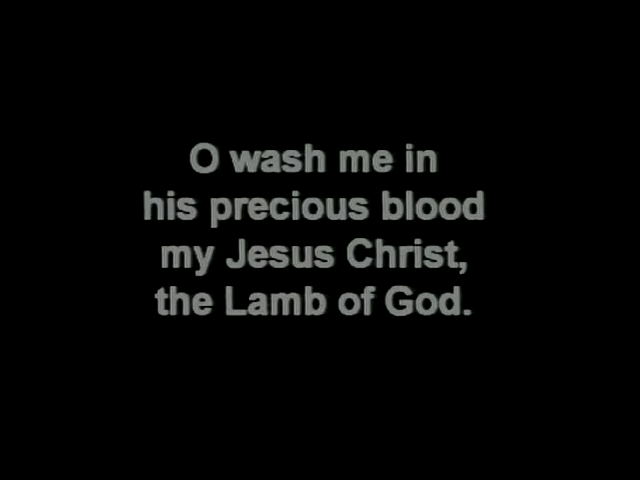 O wash me in
his precious blood
my Jesus Christ,
the Lamb of God.